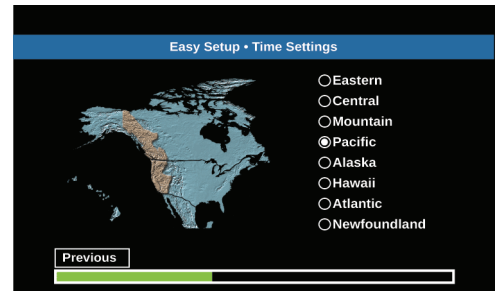 Easy Setup • Time Settings
Eastern
Central
Mountain
Pacific
Alaska
Hawaii
Atlantic
Newfoundland
Previous